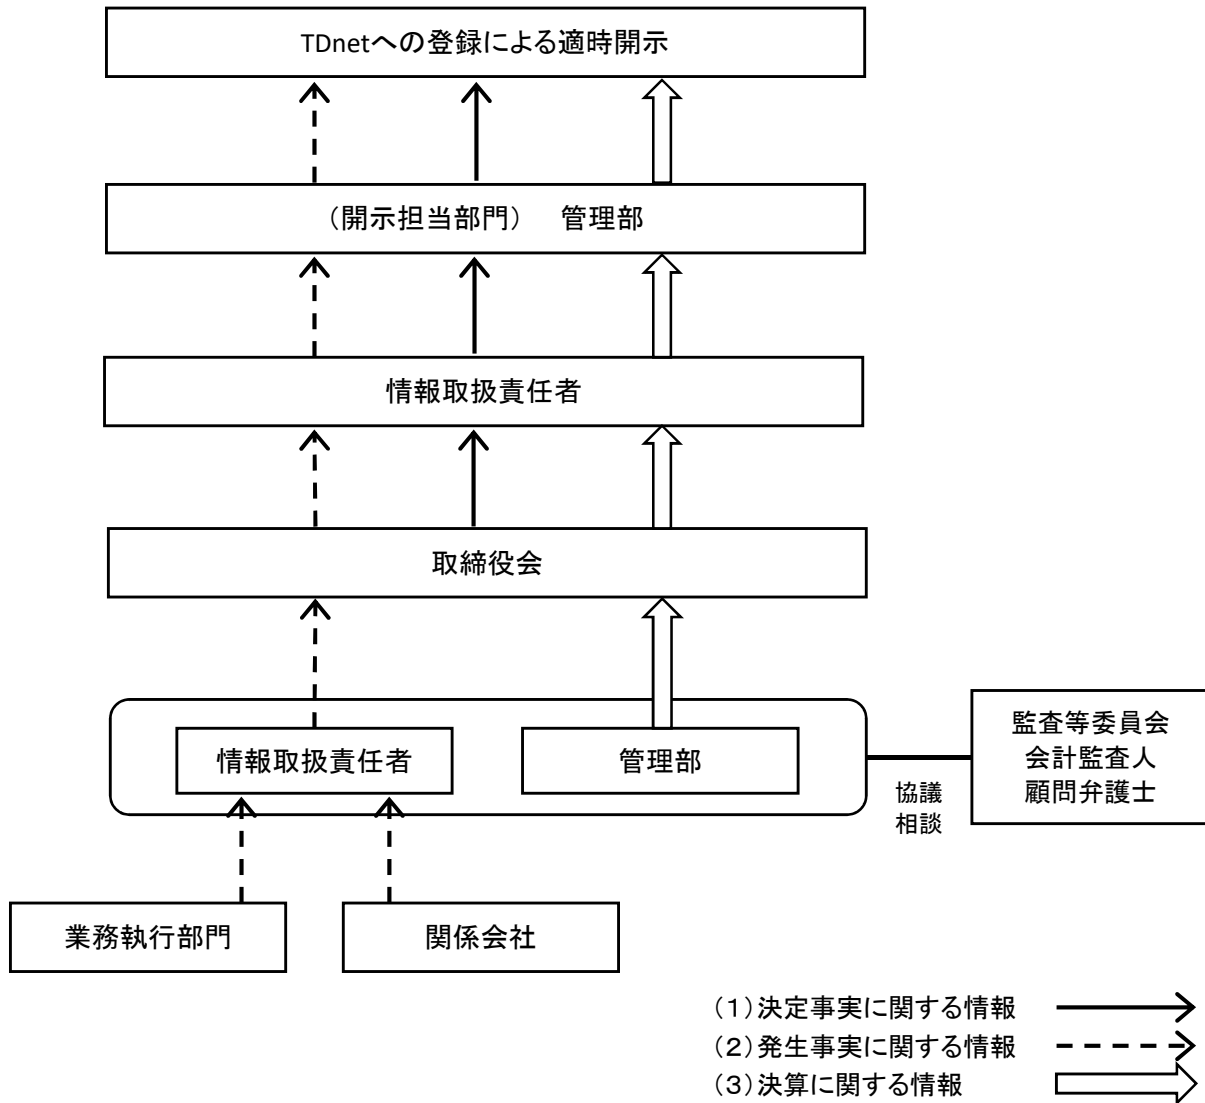 TDnetへの登録による適時開示
（開示担当部門）　管理部
情報取扱責任者
取締役会
情報取扱責任者
管理部
監査等委員会
会計監査人
顧問弁護士
協議
相談
業務執行部門
関係会社
（１）決定事実に関する情報
（２）発生事実に関する情報
（３）決算に関する情報